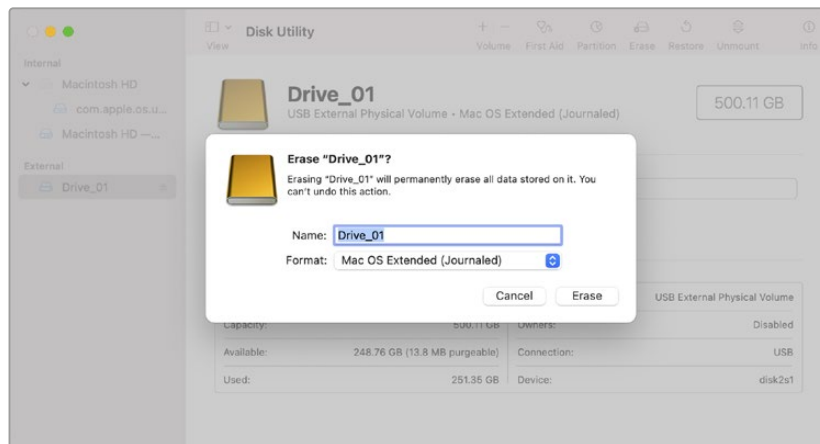 Disk Utility
View
Volume First Aid Partition Erase Restore Unmount Info
Internal
Macintosh HD
com.apple.os.u...
Macintosh HD —...
External
Drive_01
Drive_01
USB External Physical Volume • Mac OS Extended (Journaled)
500.11 GB
Erase “Drive_01”?
Erasing “Drive_01” will permanently erase all data stored on it. You
can’t undo this action.
Name: Drive_01
Format: Mac OS Extended (Journaled)
Cancel Erase
USB External Physical Volume
Capacity: 500.11 GB Owners: Disabled
Available: 248.76 GB (13.8 MB purgeable) Connection: USB
Used: 251.35 GB Device: disk2s1